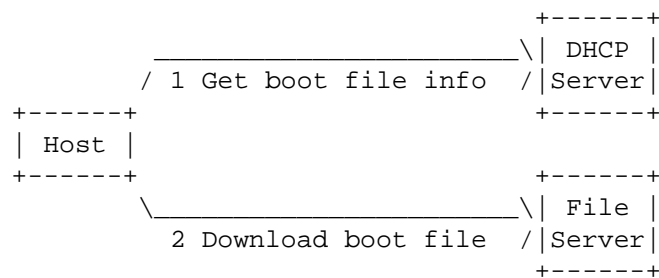 DHCP
1 Get boot file info Server
Host
File
2 Download boot file Server